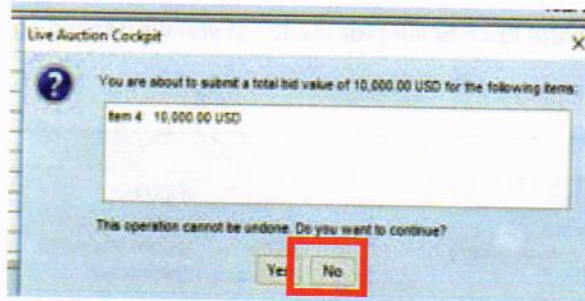 Live Auction Cockpit
You are about to submit a total bid value of 10,000.00 USD for the following items:
Item 4: 10,000.00 USD
This operation cannot be undone. Do you want to continue?
Yes No